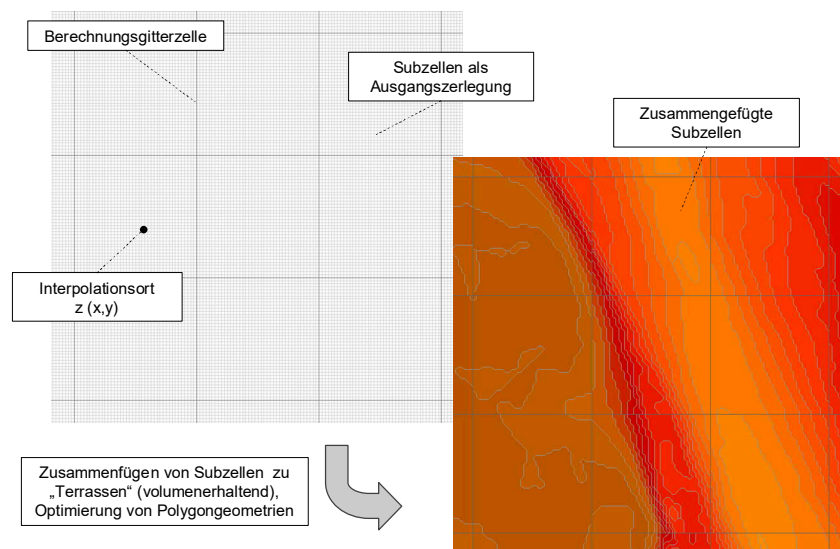 Berechnungsgitterzelle
Subzellen als
Ausgangszerlegung
Zusammengefügte
Subzellen
Interpolationsort
z (x,y)
Zusammenfügen von Subzellen zu
„Terrassen“ (volumenerhaltend),
Optimierung von Polygongeometrien